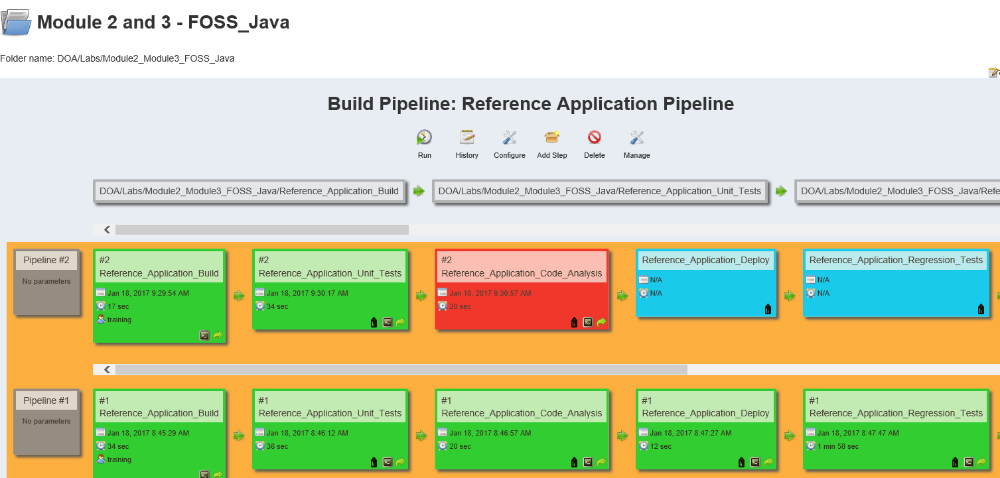 Module 2 and 3 - FOSS_Java
Folder name: DOA/Labs/Module2_Module3_FOSS_Java
Build Pipeline: Reference Application Pipeline
Run
History
Configure
Add Step
Delete
Manage
DOA/Labs/Module2_Module3_FOSS_Java/Reference_Application_Build
DOA/Labs/Module2_Module3_FOSS_Java/Reference_Application_Unit_Tests
DOA/Labs/Module2_Module3_FOSS_Java/Refe
Pipeline #2
No parameters
#2
Reference_Application_Build
Jan 18, 2017 9:29:54 AM
17 sec
training
#2
Reference_Application_Unit_Tests
Jan 18, 2017 9:30:17 AM
34 sec
#2
Reference_Application_Code_Analysis
Jan 18, 2017 9:30:57 AM
20 sec
Reference_Application_Deploy
N/A
N/A
Reference_Application_Regression_Tests
N/A
N/A
Pipeline #1
No parameters
#1
Reference_Application_Build
Jan 18, 2017 8:45:29 AM
34 sec
training
#1
Reference_Application_Unit_Tests
Jan 18, 2017 8:46:12 AM
36 sec
#1
Reference_Application_Code_Analysis
Jan 18, 2017 8:46:57 AM
20 sec
#1
Reference_Application_Deploy
Jan 18, 2017 8:47:27 AM
12 sec
#1
Reference_Application_Regression_Tests
Jan 18, 2017 8:47:47 AM
1 min 58 sec